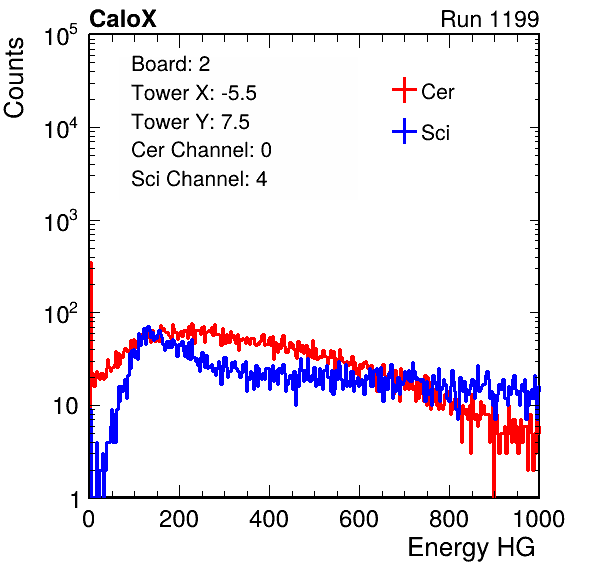 CaloX Run 1199
Counts
Board: 2
Tower X: -5.5
Tower Y: 7.5
Cer Channel: 0
Sci Channel: 4
Cer
Sci
10^5
10^4
10^3
10^2
10
1
0 200 400 600 800 1000
Energy HG